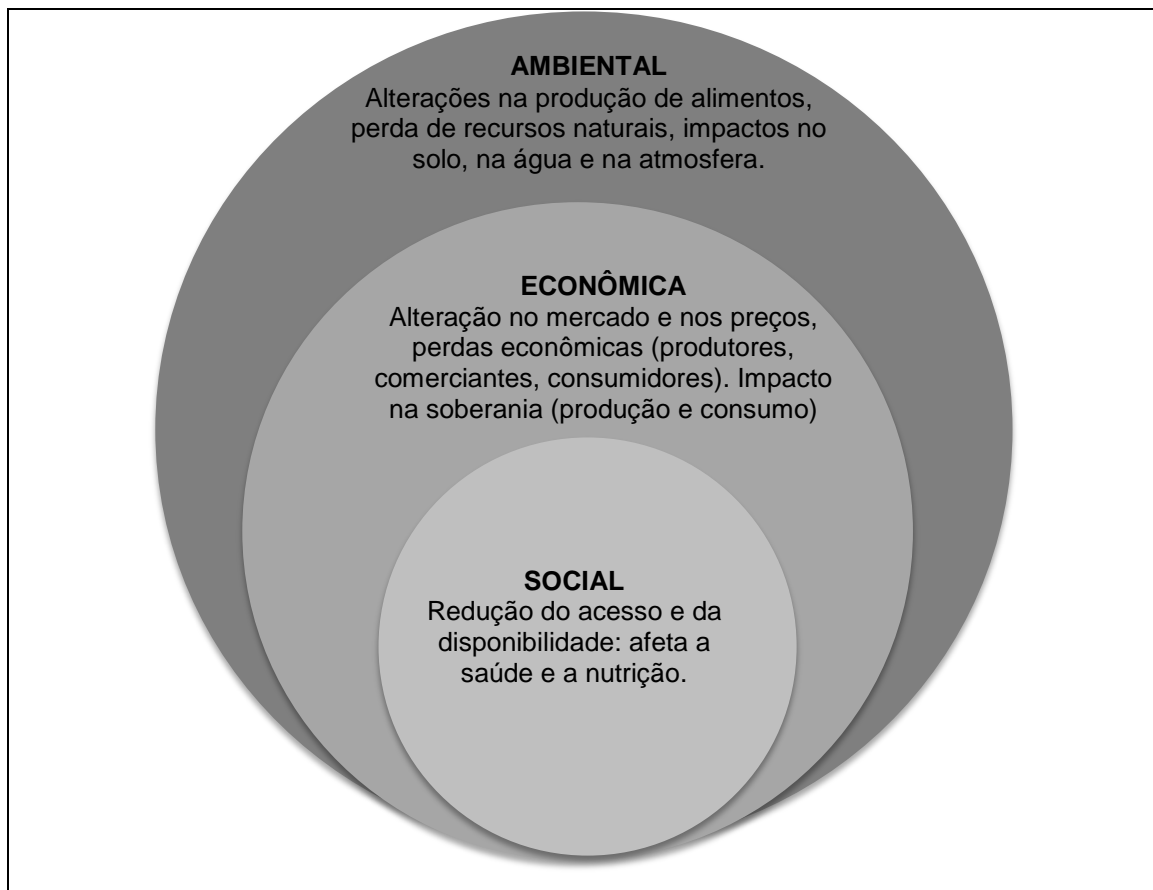 AMBIENTAL
Alterações na produção de alimentos,
perda de recursos naturais, impactos no
solo, na água e na atmosfera.
ECONÔMICA
Alteração no mercado e nos preços,
perdas econômicas (produtores,
comerciantes, consumidores). Impacto
na soberania (produção e consumo)
SOCIAL
Redução do acesso e da
disponibilidade: afeta a
saúde e a nutrição.